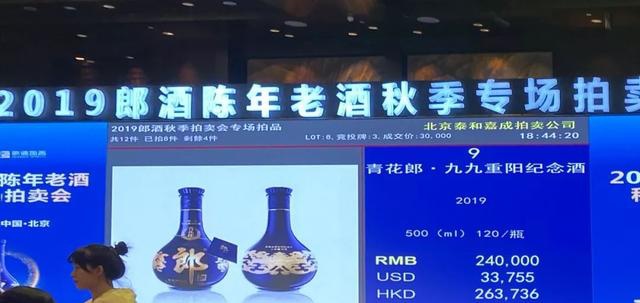 2019郎酒陈年老酒秋季专场拍卖
2019郎酒秋季拍卖会专场拍品
共12件 已拍8件 剩余4件
LOT:8, 竞投牌:3, 成交价:30,000
北京泰和嘉成拍卖公司
18:44:20
陈年老酒
拍卖会
中国·北京
郎
9
青花郎·九九重阳纪念酒
2019
500 (ml) 120/瓶
RMB 240,000
USD 33,755
HKD 263,736